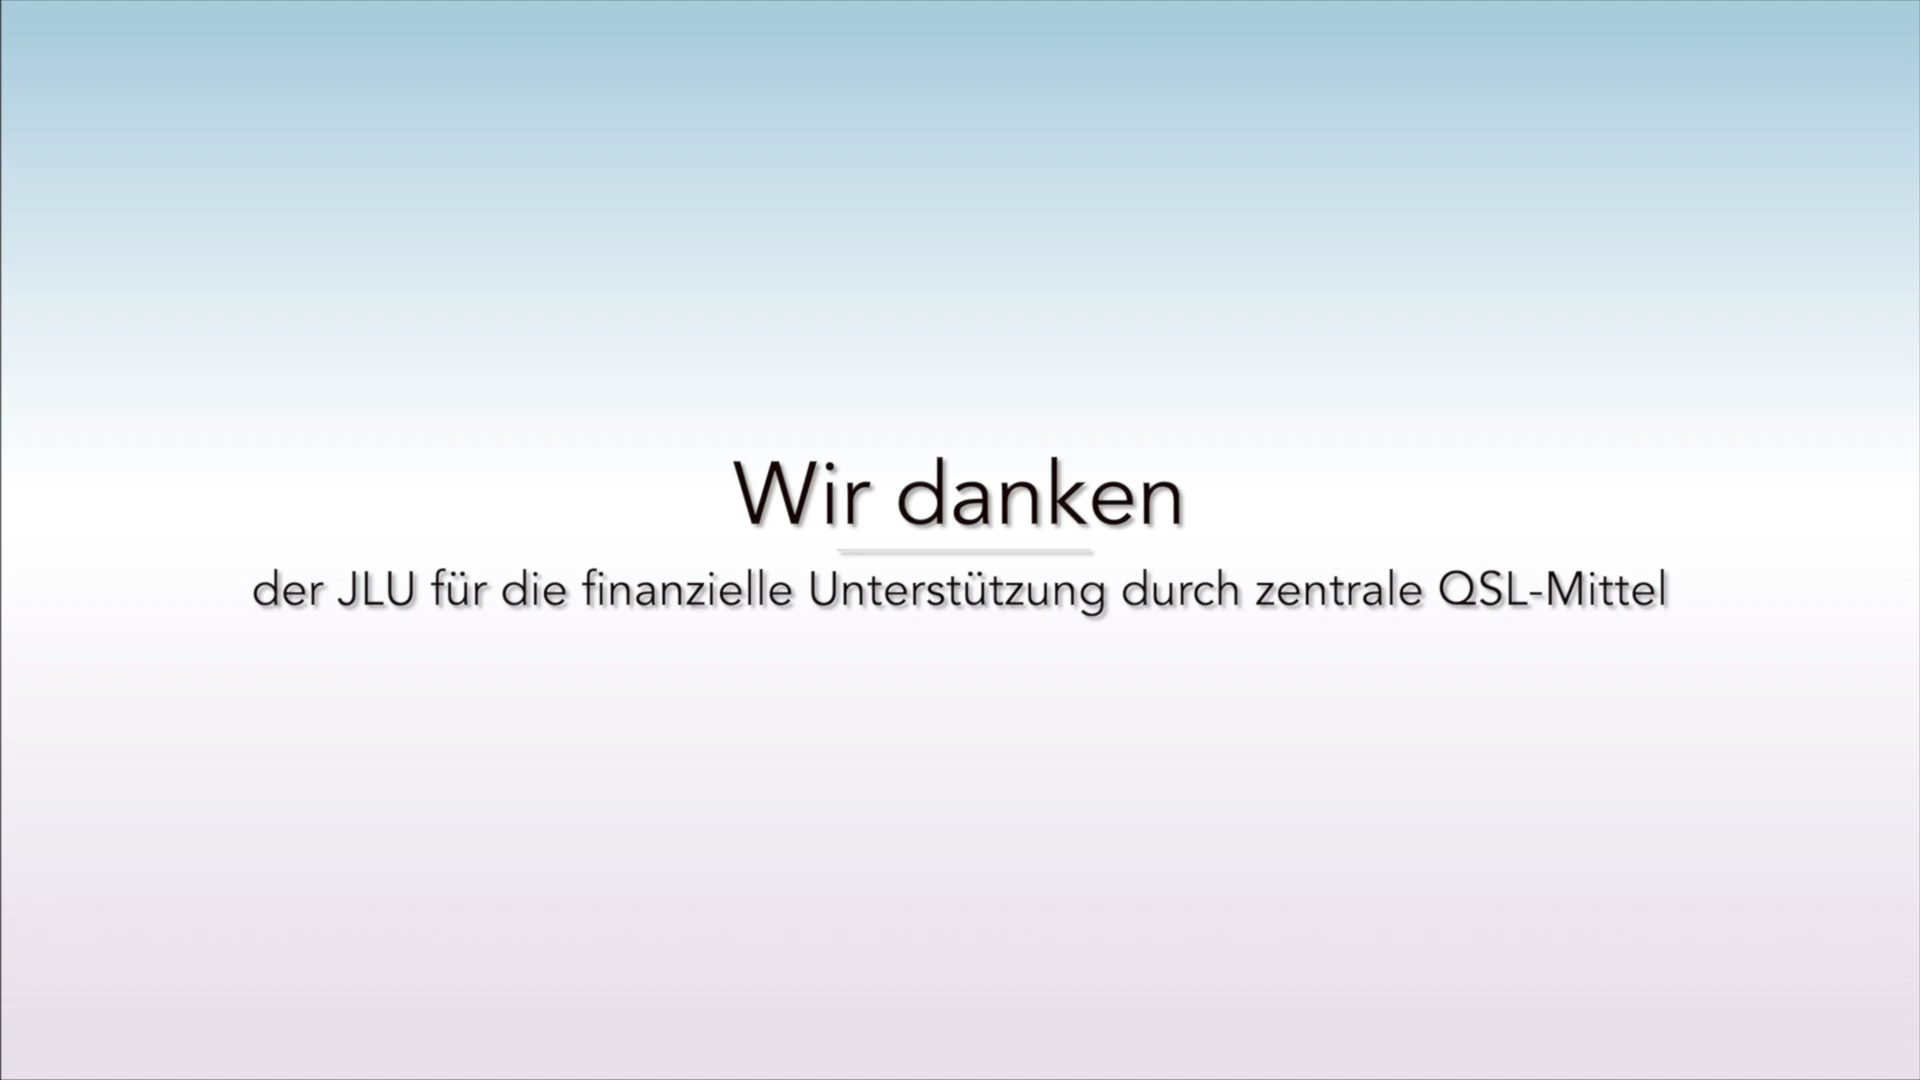 Wir danken
der JLU für die finanzielle Unterstützung durch zentrale QSL-Mittel